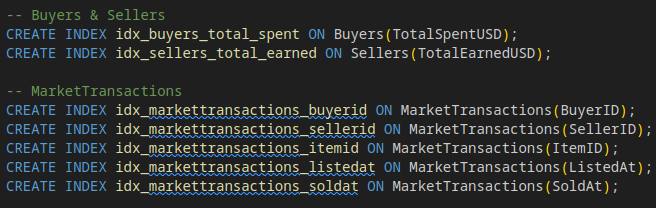 -- Buyers & Sellers
CREATE INDEX idx_buyers_total_spent ON Buyers(TotalSpentUSD);
CREATE INDEX idx_sellers_total_earned ON Sellers(TotalEarnedUSD);
-- MarketTransactions
CREATE INDEX idx_markettransactions_buyerid ON MarketTransactions(BuyerID);
CREATE INDEX idx_markettransactions_sellerid ON MarketTransactions(SellerID);
CREATE INDEX idx_markettransactions_itemid ON MarketTransactions(ItemID);
CREATE INDEX idx_markettransactions_listedat ON MarketTransactions(ListedAt);
CREATE INDEX idx_markettransactions_soldat ON MarketTransactions(SoldAt);